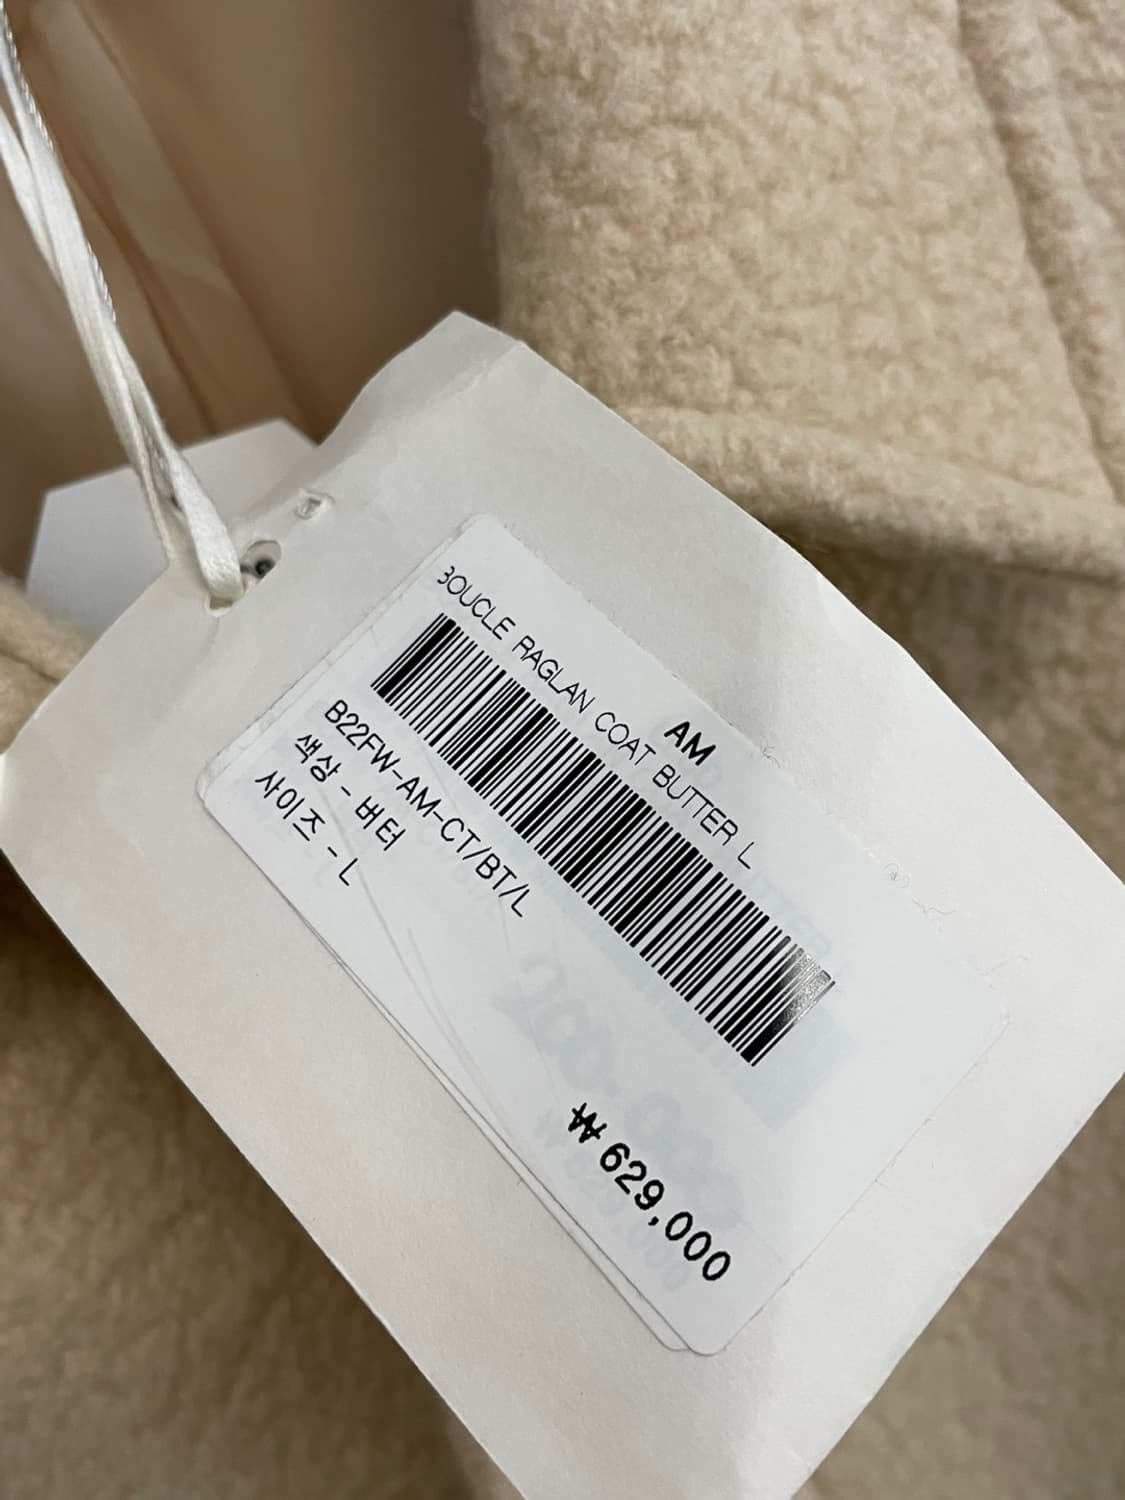 AM
BOUCLE RAGLAN COAT BUTTER L
B22FW-AM-CT/BT/L
색상 - 버터
사이즈 - L
₩ 629,000